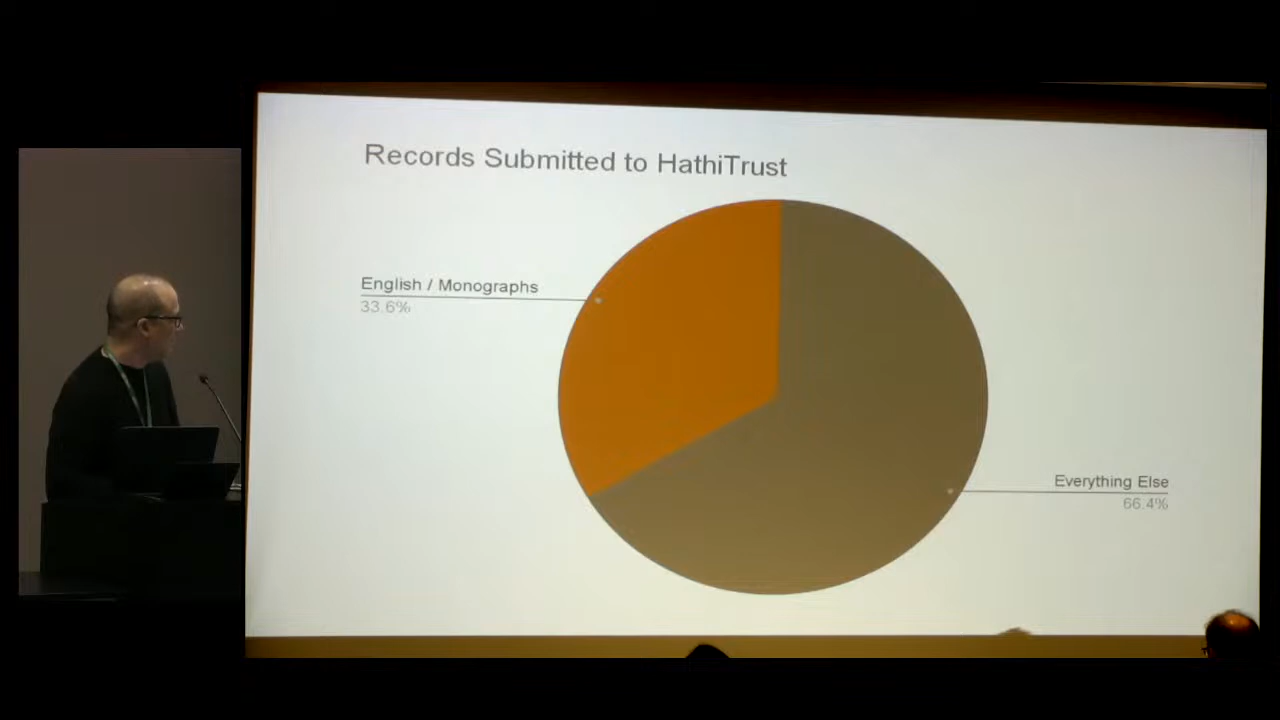 Records Submitted to HathiTrust
English / Monographs
33.6%
Everything Else
66.4%